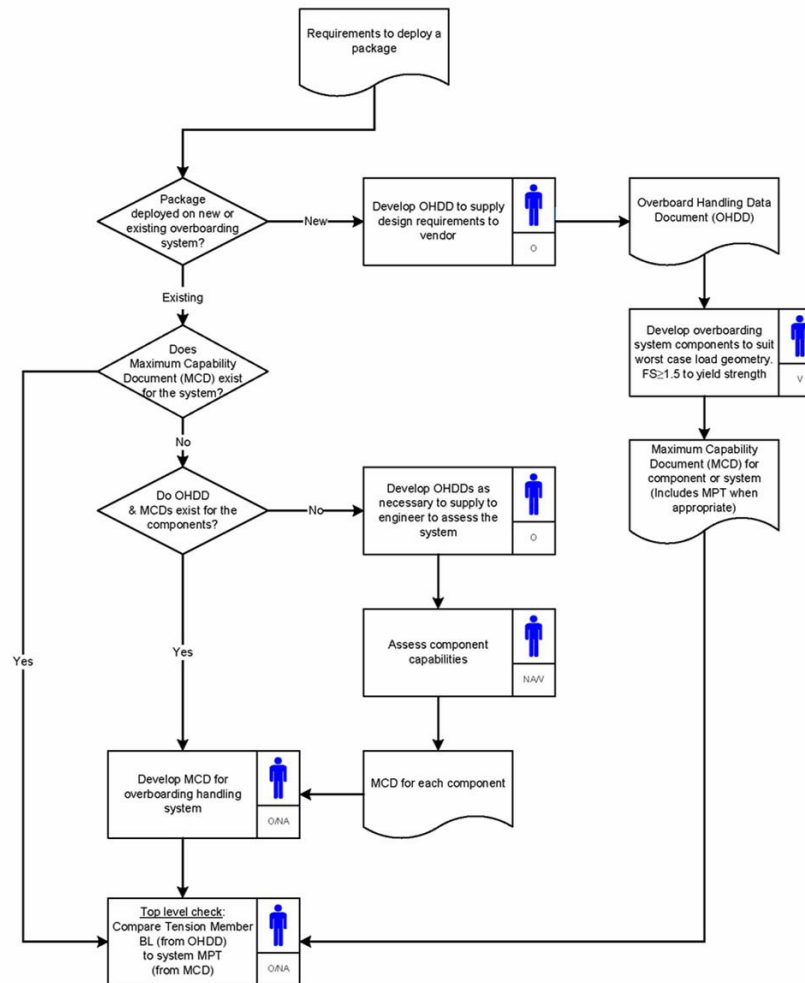 Requirements to deploy a
package
Package
deployed on new or
existing overboarding
system?
New
Develop OHDD to supply
design requirements to
vendor
O
Overboard Handling Data
Document (OHDD)
Existing
Develop overboarding
system components to suit
worst case load geometry.
FS≥1.5 to yield strength
V
Does
Maximum Capability
Document (MCD) exist
for the system?
No
Maximum Capability
Document (MCD) for
component or system
(Includes MPT when
appropriate)
Do OHDD
& MCDs exist for the
components?
No
Develop OHDDs as
necessary to supply to
engineer to assess the
system
O
Yes
Yes
Assess component
capabilities
NA/V
Develop MCD for
overboarding handling
system
O/NA
MCD for each component
Top level check:
Compare Tension Member
BL (from OHDD)
to system MPT
(from MCD)
O/NA